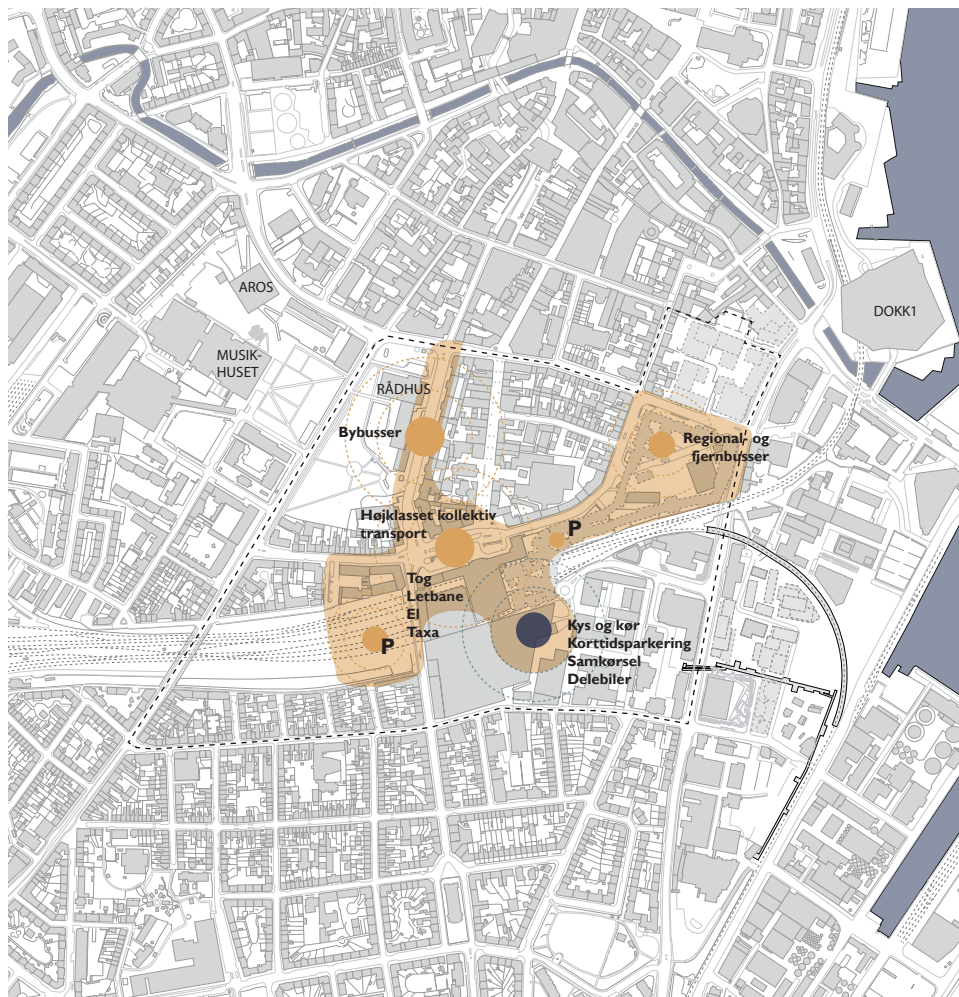 AROS
DOKK1
MUSIK-
HUSET
RÅDHUS
Bybusser
Regional- og
fjernbusser
Højklasset kollektiv
transport
P
Tog
Letbane
El
Taxa
P
Kys og kør
Korttidsparkering
Samkørsel
Delebiler